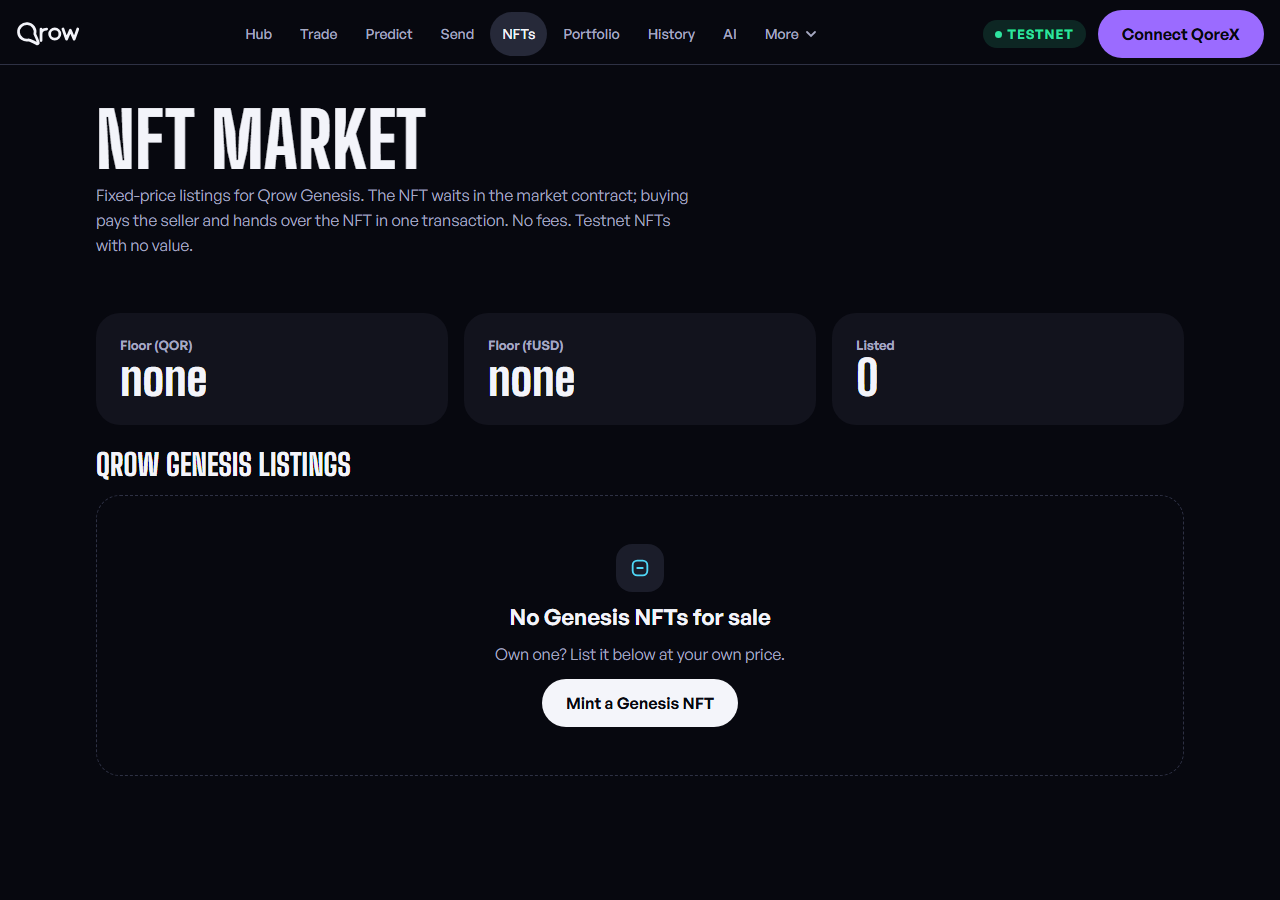 Qrow
Hub Trade Predict Send NFTs Portfolio History AI More
TESTNET
Connect QoreX
NFT MARKET
Fixed-price listings for Qrow Genesis. The NFT waits in the market contract; buying
pays the seller and hands over the NFT in one transaction. No fees. Testnet NFTs
with no value.
Floor (QOR)
none
Floor (fUSD)
none
Listed
0
QROW GENESIS LISTINGS
No Genesis NFTs for sale
Own one? List it below at your own price.
Mint a Genesis NFT